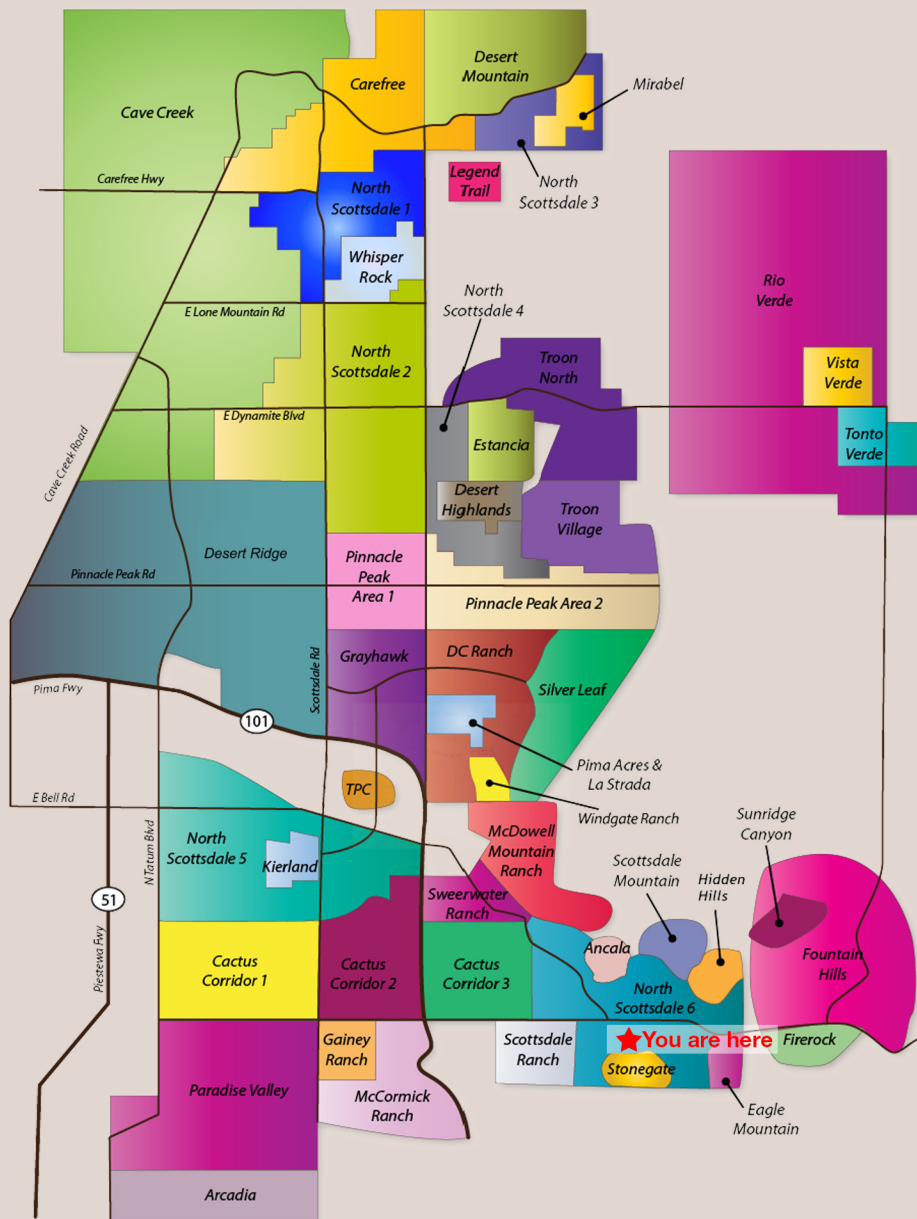 Desert
Mountain
Carefree
Mirabel
Cave Creek
Legend
Trail
Carefree Hwy
North
Scottsdale 3
North
Scottsdale 1
Whisper
Rock
Rio
Verde
North
Scottsdale 4
E Lone Mountain Rd
North
Scottsdale 2
Troon
North
Vista
Verde
E Dynamite Blvd
Tonto
Verde
Estancia
Cave Creek Road
Desert
Highlands
Troon
Village
Desert Ridge
Pinnacle
Peak
Area 1
Pinnacle Peak Rd
Pinnacle Peak Area 2
Grayhawk
DC Ranch
Scottsdale Rd
Silver Leaf
Pima Fwy
101
Pima Acres &
La Strada
TPC
E Bell Rd
Windgate Ranch
Sunridge
Canyon
McDowell
Mountain
Ranch
N Tatum Blvd
North
Scottsdale 5
Kierland
Scottsdale
Mountain
Hidden
Hills
51
Sweerwater
Ranch
Piestewa Fwy
Ancala
Fountain
Hills
Cactus
Corridor 1
Cactus
Corridor 2
Cactus
Corridor 3
North
Scottsdale 6
You are here
Firerock
Gainey
Ranch
Scottsdale
Ranch
Stonegate
Paradise Valley
McCormick
Ranch
Eagle
Mountain
Arcadia